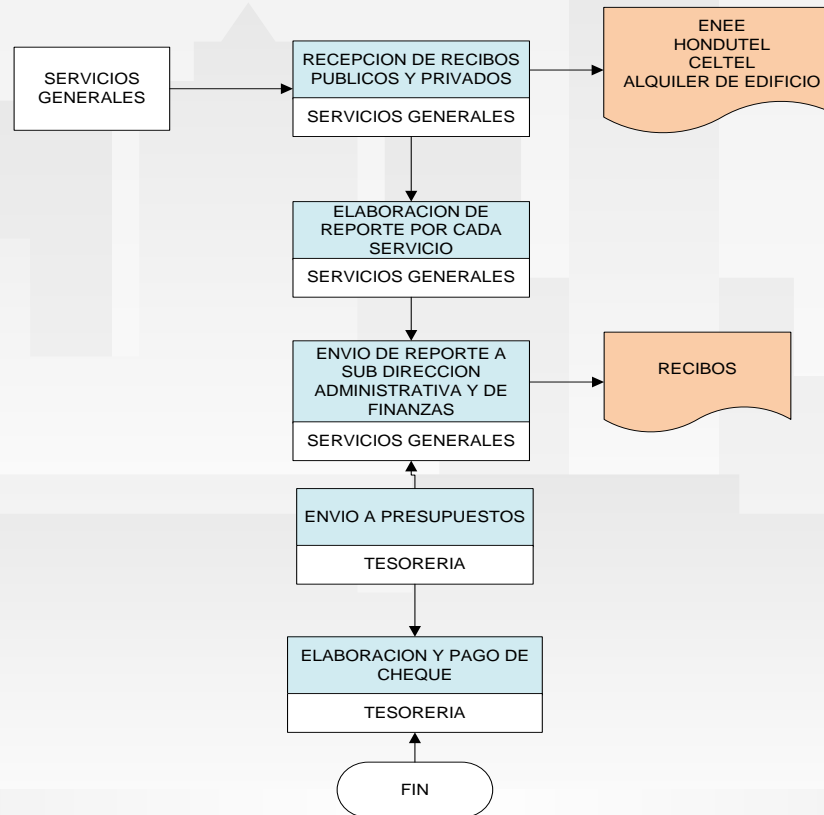 SERVICIOS
GENERALES
RECEPCION DE RECIBOS
PUBLICOS Y PRIVADOS
SERVICIOS GENERALES
ENEE
HONDUTEL
CELTEL
ALQUILER DE EDIFICIO
ELABORACION DE
REPORTE POR CADA
SERVICIO
SERVICIOS GENERALES
ENVIO DE REPORTE A
SUB DIRECCION
ADMINISTRATIVA Y DE
FINANZAS
SERVICIOS GENERALES
RECIBOS
ENVIO A PRESUPUESTOS
TESORERIA
ELABORACION Y PAGO DE
CHEQUE
TESORERIA
FIN